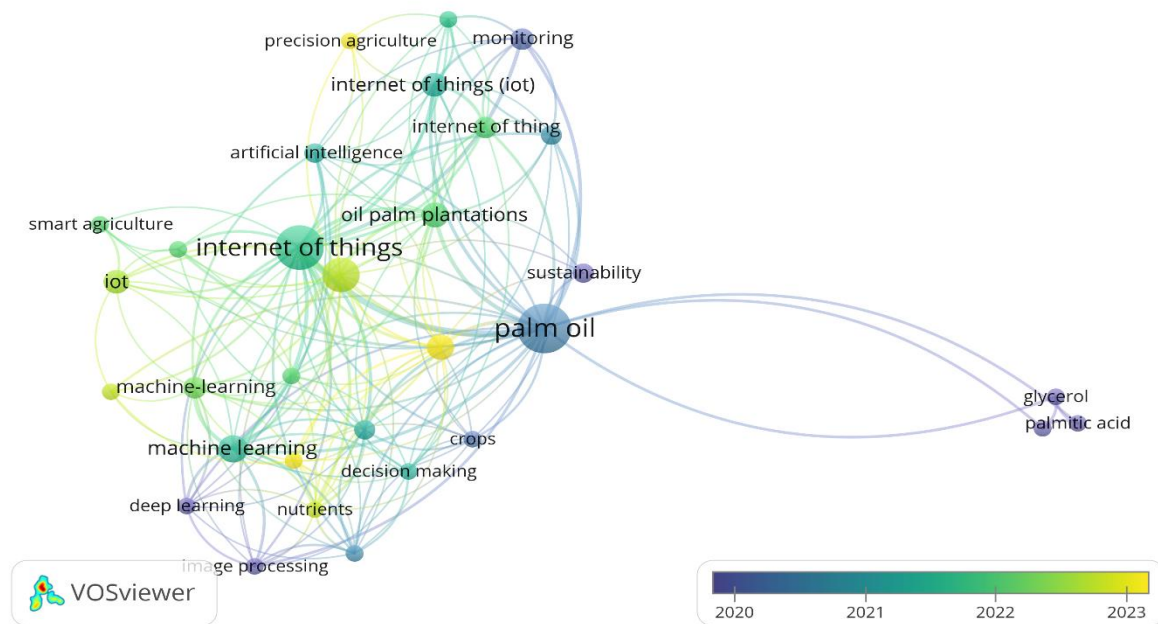 precision agriculture
monitoring
internet of things (iot)
internet of thing
artificial intelligence
smart agriculture
oil palm plantations
internet of things
sustainability
iot
palm oil
machine-learning
glycerol
palmitic acid
machine learning
crops
decision making
deep learning
nutrients
image processing
VOSviewer
2020
2021
2022
2023